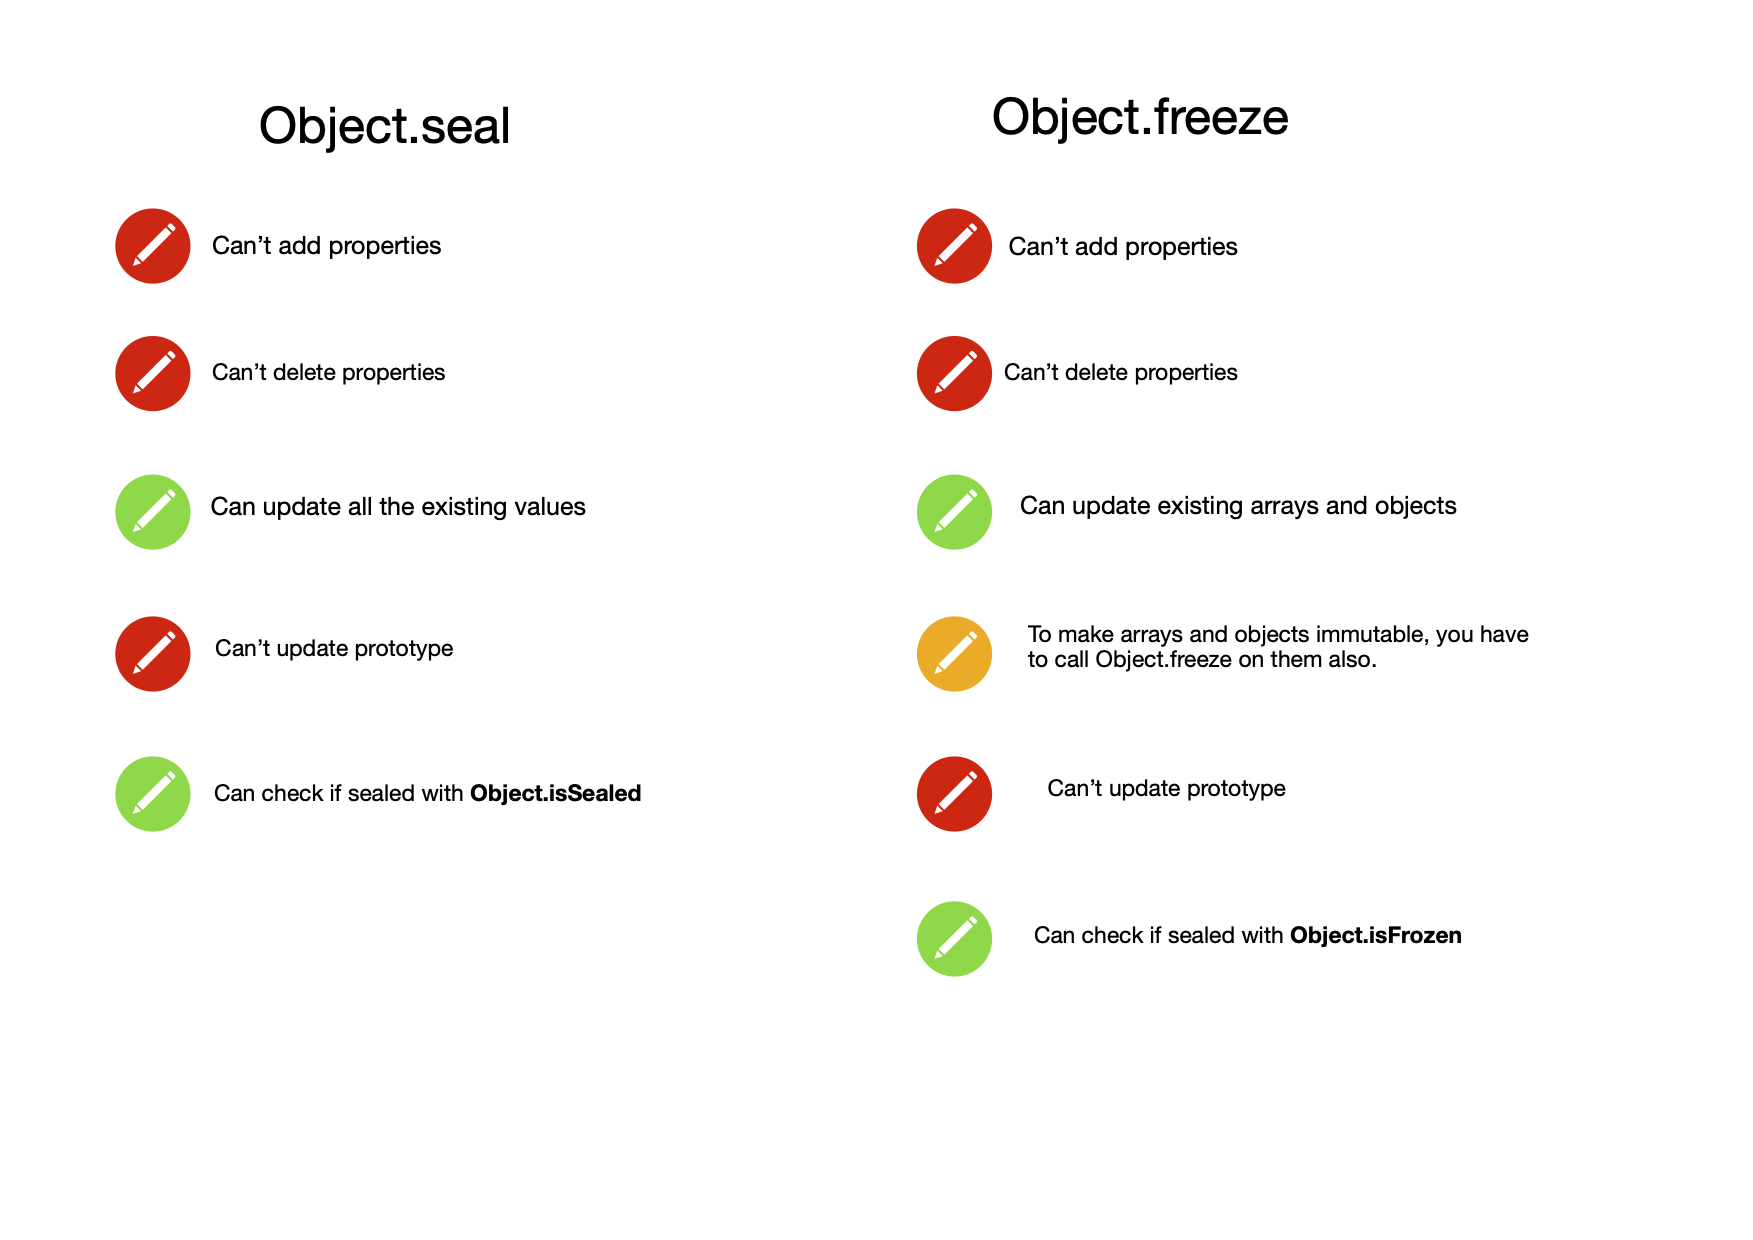 Object.seal
Can’t add properties
Can’t delete properties
Can update all the existing values
Can’t update prototype
Can check if sealed with Object.isSealed
Object.freeze
Can’t add properties
Can’t delete properties
Can update existing arrays and objects
To make arrays and objects immutable, you have
to call Object.freeze on them also.
Can’t update prototype
Can check if sealed with Object.isFrozen